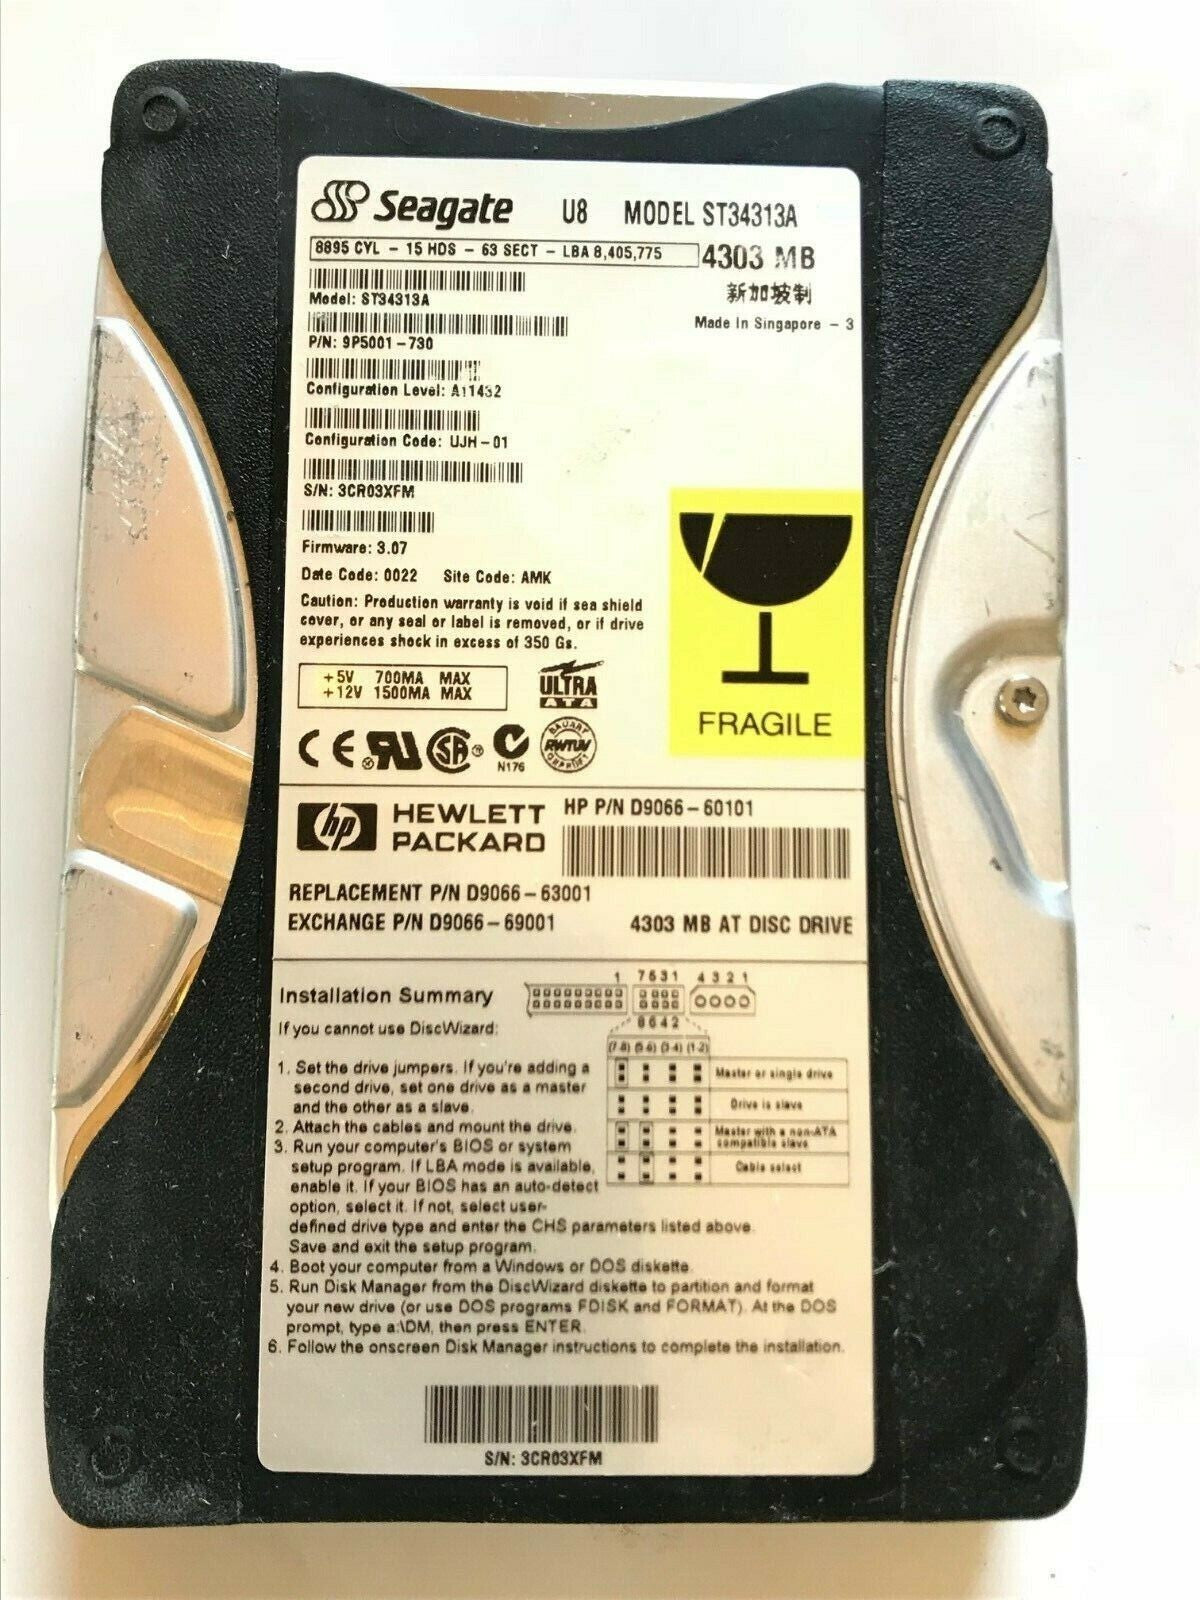 Seagate U8 MODEL ST34313A
8895 CYL - 15 HDS - 63 SECT - LBA 8,405,775 4303 MB
Model: ST34313A
新加坡制
Made In Singapore - 3
P/N: 9P5001-730
Configuration Level: A11432
Configuration Code: UJH-01
S/N: 3CR03XFM
Firmware: 3.07
Date Code: 0022 Site Code: AMK
Caution: Production warranty is void if sea shield
cover, or any seal or label is removed, or if drive
experiences shock in excess of 350 Gs.
+5V 700MA MAX
+12V 1500MA MAX
ULTRA
ATA
FRAGILE
CE
SA
N176
BAUART
RWTUV
GEPRÜFT
hp HEWLETT
PACKARD
HP P/N D9066-60101
REPLACEMENT P/N D9066-63001
EXCHANGE P/N D9066-69001 4303 MB AT DISC DRIVE
Installation Summary
1 7531 4321
8642
If you cannot use DiscWizard:
(7-8) (5-6) (3-4) (1-2)
Master or single drive
Drive is slave
Master with a non-ATA
compatible slave
Cable select
1. Set the drive jumpers. If you're adding a
second drive, set one drive as a master
and the other as a slave.
2. Attach the cables and mount the drive.
3. Run your computer's BIOS or system
setup program. If LBA mode is available,
enable it. If your BIOS has an auto-detect
option, select it. If not, select user-
defined drive type and enter the CHS parameters listed above.
Save and exit the setup program.
4. Boot your computer from a Windows or DOS diskette.
5. Run Disk Manager from the DiscWizard diskette to partition and format
your new drive (or use DOS programs FDISK and FORMAT). At the DOS
prompt, type a:\DM, then press ENTER.
6. Follow the onscreen Disk Manager instructions to complete the installation.
S/N: 3CR03XFM